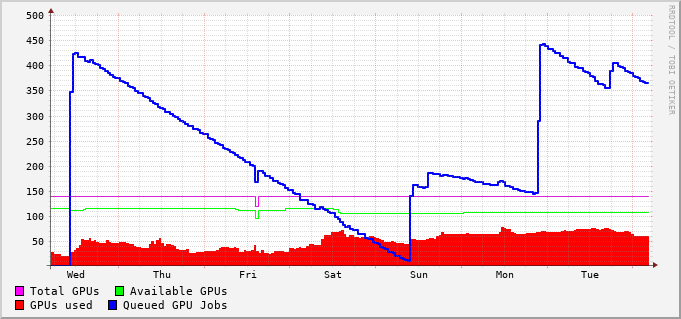 500
450
400
350
300
250
200
150
100
50
Wed Thu Fri Sat Sun Mon Tue
Total GPUs Available GPUs
GPUs used Queued GPU Jobs
RRDTOOL / TOBI OETIKER